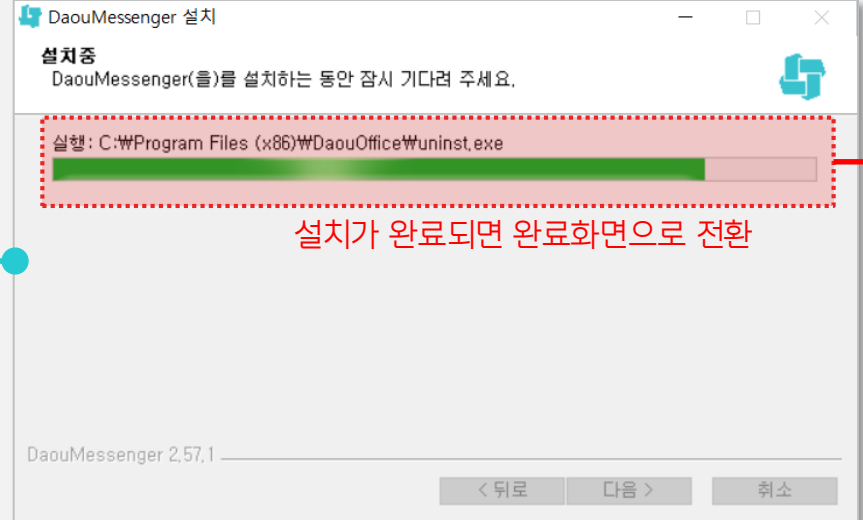 DaouMessenger 설치
설치중
DaouMessenger(을)를 설치하는 동안 잠시 기다려 주세요.
실행: C:₩Program Files (x86)₩DaouOffice₩uninst.exe
설치가 완료되면 완료화면으로 전환
DaouMessenger 2.57.1
< 뒤로 다음 > 취소